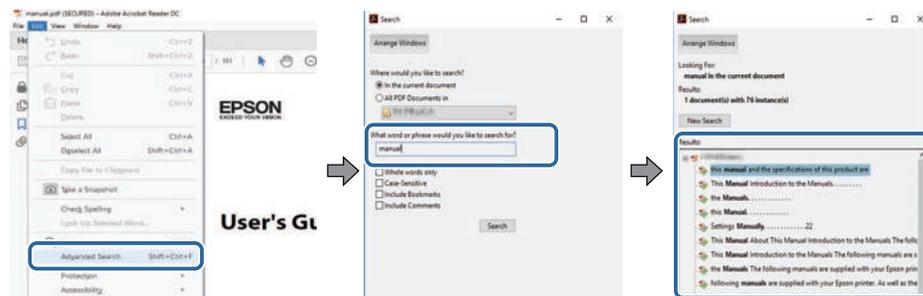 manual.pdf (SECURED) - Adobe Acrobat Reader DC
File Edit View Window Help
Undo Ctrl+Z
Redo Shift+Ctrl+Z
Cut Ctrl+X
Copy Ctrl+C
Paste Ctrl+V
Delete
Select All Ctrl+A
Deselect All Shift+Ctrl+A
Copy File to Clipboard
Take a Snapshot
Check Spelling
Look Up Selected Word...
Advanced Search Shift+Ctrl+F
Protection
Accessibility
/ 161
EPSON
EXCEED YOUR VISION
User's Gu
Search
Arrange Windows
Where would you like to search?
In the current document
All PDF Documents in
What word or phrase would you like to search for?
manual
Whole words only
Case-Sensitive
Include Bookmarks
Include Comments
Search
Search
Arrange Windows
Looking For:
manual in the current document
Results:
1 document(s) with 76 instance(s)
New Search
Results:
this manual and the specifications of this product are
This Manual Introduction to the Manuals. . . . . . . . .
the Manuals. . . . . . . . . . . . .
this Manual. . . . . . . . . . . . .
Settings Manually. . . . . . . . . . . . .22
This Manual About This Manual Introduction to the Manuals The follo
This Manual Introduction to the Manuals The following manuals are s
the Manuals The following manuals are supplied with your Epson prin
following manuals are supplied with your Epson printer. As well as the